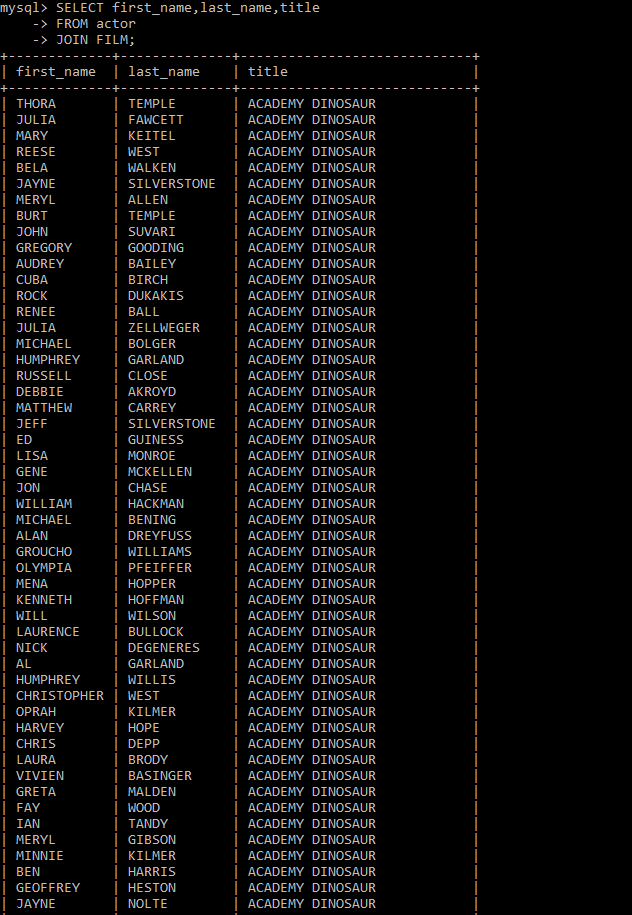 mysql> SELECT first_name,last_name,title
    -> FROM actor
    -> JOIN FILM;
+-------------+--------------+-----------------------------+
| first_name  | last_name    | title                       |
+-------------+--------------+-----------------------------+
| THORA       | TEMPLE       | ACADEMY DINOSAUR            |
| JULIA       | FAWCETT      | ACADEMY DINOSAUR            |
| MARY        | KEITEL       | ACADEMY DINOSAUR            |
| REESE       | WEST         | ACADEMY DINOSAUR            |
| BELA        | WALKEN       | ACADEMY DINOSAUR            |
| JAYNE       | SILVERSTONE  | ACADEMY DINOSAUR            |
| MERYL       | ALLEN        | ACADEMY DINOSAUR            |
| BURT        | TEMPLE       | ACADEMY DINOSAUR            |
| JOHN        | SUVARI       | ACADEMY DINOSAUR            |
| GREGORY     | GOODING      | ACADEMY DINOSAUR            |
| AUDREY      | BAILEY       | ACADEMY DINOSAUR            |
| CUBA        | BIRCH        | ACADEMY DINOSAUR            |
| ROCK        | DUKAKIS      | ACADEMY DINOSAUR            |
| RENEE       | BALL         | ACADEMY DINOSAUR            |
| JULIA       | ZELLWEGER    | ACADEMY DINOSAUR            |
| MICHAEL     | BOLGER       | ACADEMY DINOSAUR            |
| HUMPHREY    | GARLAND      | ACADEMY DINOSAUR            |
| RUSSELL     | CLOSE        | ACADEMY DINOSAUR            |
| DEBBIE      | AKROYD       | ACADEMY DINOSAUR            |
| MATTHEW     | CARREY       | ACADEMY DINOSAUR            |
| JEFF        | SILVERSTONE  | ACADEMY DINOSAUR            |
| ED          | GUINESS      | ACADEMY DINOSAUR            |
| LISA        | MONROE       | ACADEMY DINOSAUR            |
| GENE        | MCKELLEN     | ACADEMY DINOSAUR            |
| JON         | CHASE        | ACADEMY DINOSAUR            |
| WILLIAM     | HACKMAN      | ACADEMY DINOSAUR            |
| MICHAEL     | BENING       | ACADEMY DINOSAUR            |
| ALAN        | DREYFUSS     | ACADEMY DINOSAUR            |
| GROUCHO     | WILLIAMS     | ACADEMY DINOSAUR            |
| OLYMPIA     | PFEIFFER     | ACADEMY DINOSAUR            |
| MENA        | HOPPER       | ACADEMY DINOSAUR            |
| KENNETH     | HOFFMAN      | ACADEMY DINOSAUR            |
| WILL        | WILSON       | ACADEMY DINOSAUR            |
| LAURENCE    | BULLOCK      | ACADEMY DINOSAUR            |
| NICK        | DEGENERES    | ACADEMY DINOSAUR            |
| AL          | GARLAND      | ACADEMY DINOSAUR            |
| HUMPHREY    | WILLIS       | ACADEMY DINOSAUR            |
| CHRISTOPHER | WEST         | ACADEMY DINOSAUR            |
| OPRAH       | KILMER       | ACADEMY DINOSAUR            |
| HARVEY      | HOPE         | ACADEMY DINOSAUR            |
| CHRIS       | DEPP         | ACADEMY DINOSAUR            |
| LAURA       | BRODY        | ACADEMY DINOSAUR            |
| VIVIEN      | BASINGER     | ACADEMY DINOSAUR            |
| GRETA       | MALDEN       | ACADEMY DINOSAUR            |
| FAY         | WOOD         | ACADEMY DINOSAUR            |
| IAN         | TANDY        | ACADEMY DINOSAUR            |
| MERYL       | GIBSON       | ACADEMY DINOSAUR            |
| MINNIE      | KILMER       | ACADEMY DINOSAUR            |
| BEN         | HARRIS       | ACADEMY DINOSAUR            |
| GEOFFREY    | HESTON       | ACADEMY DINOSAUR            |
| JAYNE       | NOLTE        | ACADEMY DINOSAUR            |